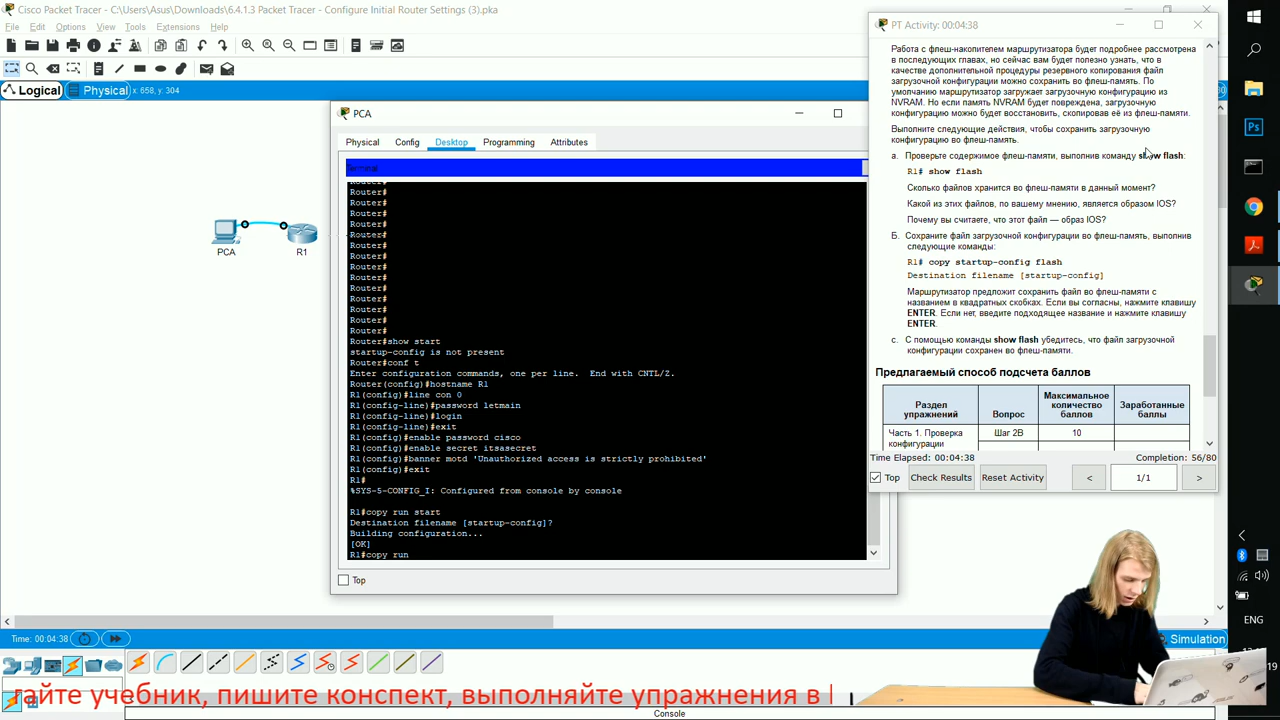 Cisco Packet Tracer - C:\Users\Asus\Downloads\6.4.1.3 Packet Tracer - Configure Initial Router Settings (3).pka
File Edit Options View Tools Extensions Help
Logical Physical x: 658, y: 304
PCA
R1
PCA
Physical Config Desktop Programming Attributes
Terminal
Router#
Router#
Router#
Router#
Router#
Router#
Router#
Router#
Router#
Router#
Router#
Router#
Router#
Router#
Router#show start
startup-config is not present
Router#conf t
Enter configuration commands, one per line. End with CNTL/Z.
Router(config)#hostname R1
R1(config)#line con 0
R1(config-line)#password letmain
R1(config-line)#login
R1(config-line)#exit
R1(config)#enable password cisco
R1(config)#enable secret itsasecret
R1(config)#banner motd 'Unauthorized access is strictly prohibited'
R1(config)#exit
R1#
%SYS-5-CONFIG_I: Configured from console by console
R1#copy run start
Destination filename [startup-config]?
Building configuration...
[OK]
R1#copy run
Top
PT Activity: 00:04:38
Работа с флеш-накопителем маршрутизатора будет подробнее рассмотрена
в последующих главах, но сейчас вам будет полезно узнать, что в
качестве дополнительной процедуры резервного копирования файл
загрузочной конфигурации можно сохранить во флеш-память. По
умолчанию маршрутизатор загружает загрузочную конфигурацию из
NVRAM. Но если память NVRAM будет повреждена, загрузочную
конфигурацию можно будет восстановить, скопировав её из флеш-памяти.
Выполните следующие действия, чтобы сохранить загрузочную
конфигурацию во флеш-память.
a. Проверьте содержимое флеш-памяти, выполнив команду show flash:
R1# show flash
Сколько файлов хранится во флеш-памяти в данный момент?
Какой из этих файлов, по вашему мнению, является образом IOS?
Почему вы считаете, что этот файл — образ IOS?
Б. Сохраните файл загрузочной конфигурации во флеш-память, выполнив
следующие команды:
R1# copy startup-config flash
Destination filename [startup-config]
Маршрутизатор предложит сохранить файл во флеш-памяти с
названием в квадратных скобках. Если вы согласны, нажмите клавишу
ENTER. Если нет, введите подходящее название и нажмите клавишу
ENTER.
c. С помощью команды show flash убедитесь, что файл загрузочной
конфигурации сохранен во флеш-памяти.
Предлагаемый способ подсчета баллов
Раздел упражнений Вопрос Максимальное количество баллов Заработанные баллы
Часть 1. Проверка конфигурации Шаг 2В 10
Time Elapsed: 00:04:38 Completion: 56/80
Top Check Results Reset Activity < 1/1 >
Time: 00:04:38 Simulation
ENG
гайте учебник, пишите конспект, выполняйте упражнения в
Console